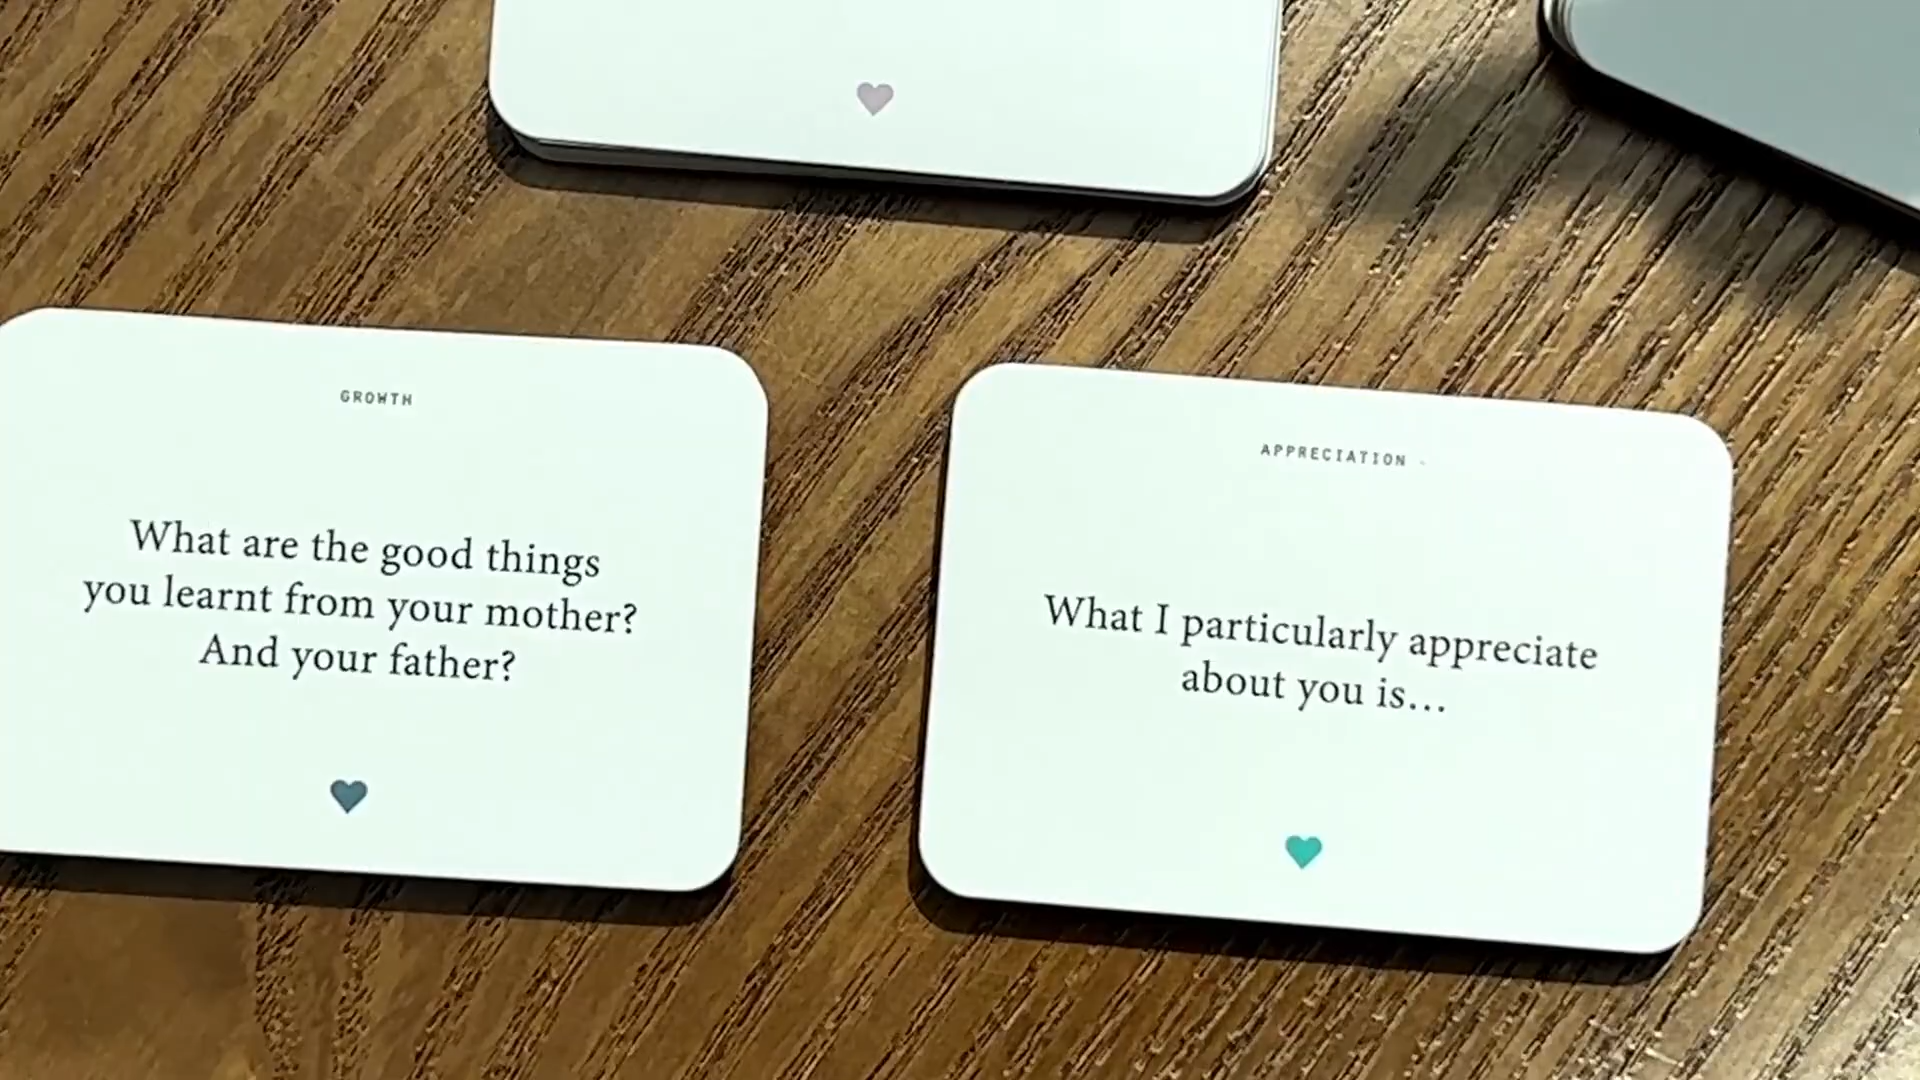 GROWTH
What are the good things
you learnt from your mother?
And your father?
APPRECIATION
What I particularly appreciate
about you is...